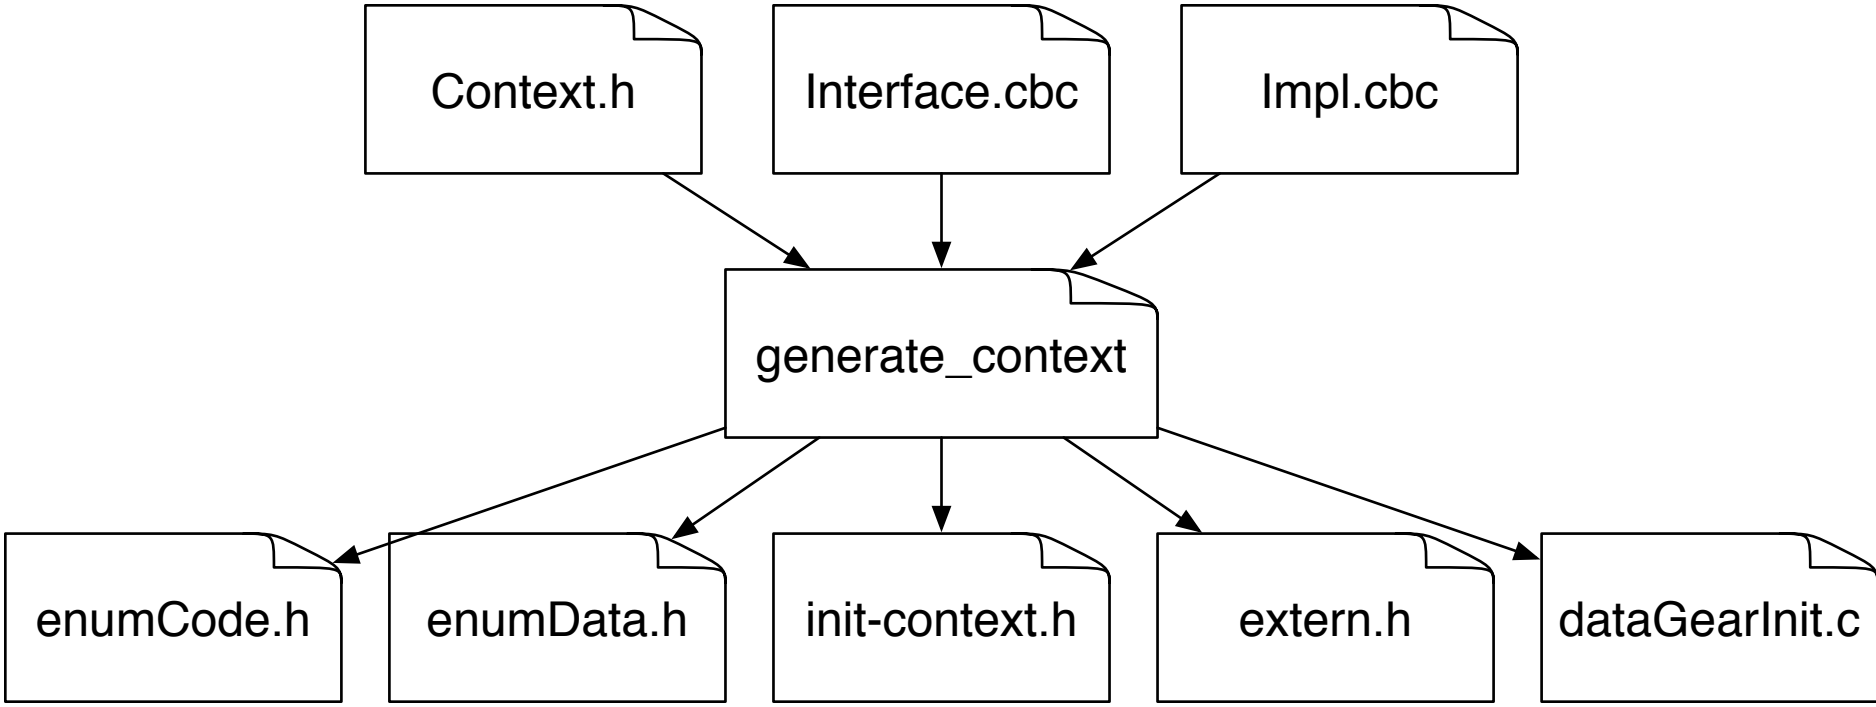 Context.h
Interface.cbc
Impl.cbc
generate_context
enumCode.h
enumData.h
init-context.h
extern.h
dataGearInit.c